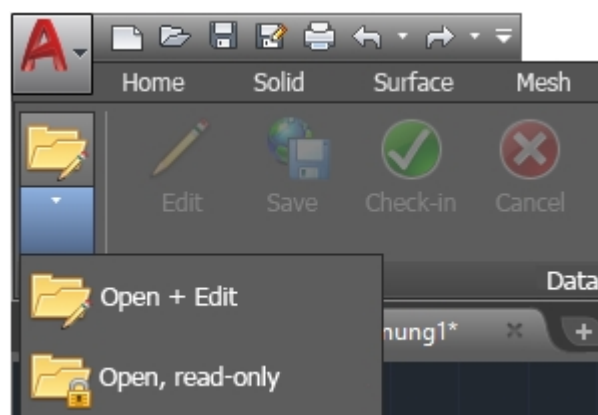 A
Home Solid Surface Mesh
Edit Save Check-in Cancel
Data
Open + Edit
nung1*
Open, read-only